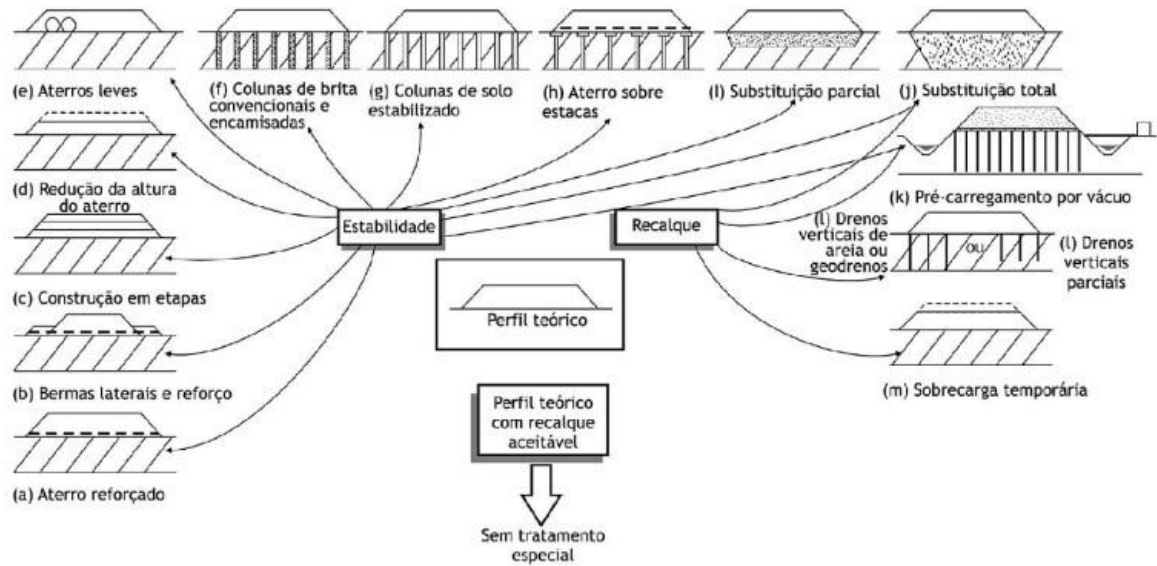 (e) Aterros leves
(f) Colunas de brita
convencionais e
encamisadas
(g) Colunas de solo
estabilizado
(h) Aterro sobre
estacas
(I) Substituição parcial
(j) Substituição total
(d) Redução da altura
do aterro
(k) Pré-carregamento por vácuo
Estabilidade
Recalque
(l) Drenos
verticais de
areia ou
geodrenos
OU
(l) Drenos
verticais
parciais
(c) Construção em etapas
Perfil teórico
(b) Bermas laterais e reforço
(m) Sobrecarga temporária
Perfil teórico
com recalque
aceitável
(a) Aterro reforçado
Sem tratamento
especial